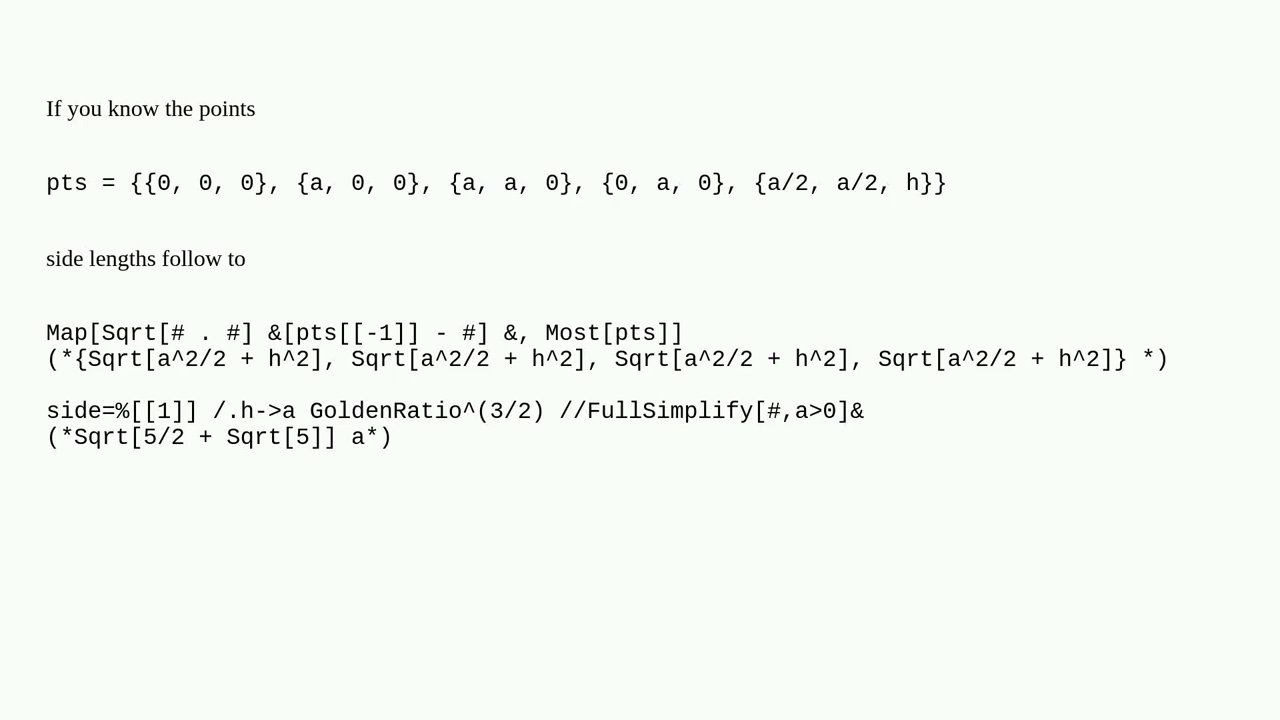 If you know the points
pts = {{0, 0, 0}, {a, 0, 0}, {a, a, 0}, {0, a, 0}, {a/2, a/2, h}}
side lengths follow to
Map[Sqrt[# . #] &[pts[[-1]] - #] &, Most[pts]]
(*{Sqrt[a^2/2 + h^2], Sqrt[a^2/2 + h^2], Sqrt[a^2/2 + h^2], Sqrt[a^2/2 + h^2]} *)
side=%[[1]] /.h->a GoldenRatio^(3/2) //FullSimplify[#,a>0]&
(*Sqrt[5/2 + Sqrt[5]] a*)